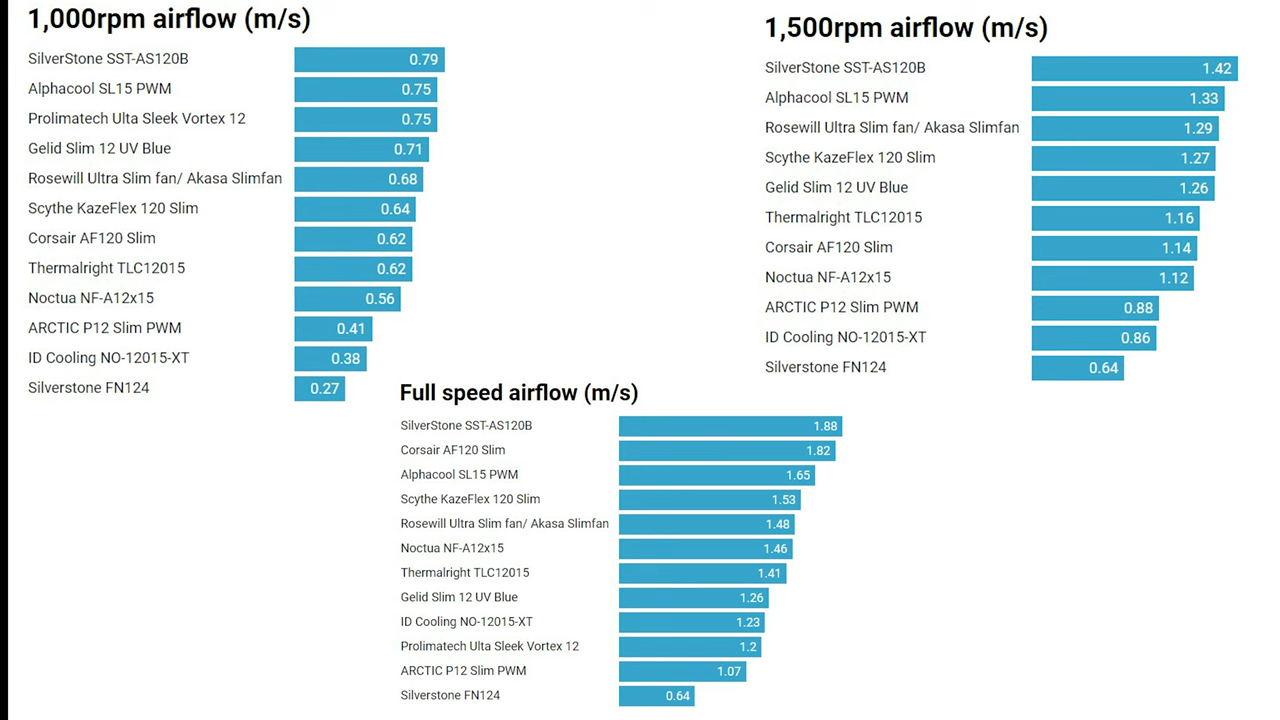 1,000rpm airflow (m/s)
SilverStone SST-AS120B 0.79
Alphacool SL15 PWM 0.75
Prolimatech Ulta Sleek Vortex 12 0.75
Gelid Slim 12 UV Blue 0.71
Rosewill Ultra Slim fan/ Akasa Slimfan 0.68
Scythe KazeFlex 120 Slim 0.64
Corsair AF120 Slim 0.62
Thermalright TLC12015 0.62
Noctua NF-A12x15 0.56
ARCTIC P12 Slim PWM 0.41
ID Cooling NO-12015-XT 0.38
Silverstone FN124 0.27
1,500rpm airflow (m/s)
SilverStone SST-AS120B 1.42
Alphacool SL15 PWM 1.33
Rosewill Ultra Slim fan/ Akasa Slimfan 1.29
Scythe KazeFlex 120 Slim 1.27
Gelid Slim 12 UV Blue 1.26
Thermalright TLC12015 1.16
Corsair AF120 Slim 1.14
Noctua NF-A12x15 1.12
ARCTIC P12 Slim PWM 0.88
ID Cooling NO-12015-XT 0.86
Silverstone FN124 0.64
Full speed airflow (m/s)
SilverStone SST-AS120B 1.88
Corsair AF120 Slim 1.82
Alphacool SL15 PWM 1.65
Scythe KazeFlex 120 Slim 1.53
Rosewill Ultra Slim fan/ Akasa Slimfan 1.48
Noctua NF-A12x15 1.46
Thermalright TLC12015 1.41
Gelid Slim 12 UV Blue 1.26
ID Cooling NO-12015-XT 1.23
Prolimatech Ulta Sleek Vortex 12 1.2
ARCTIC P12 Slim PWM 1.07
Silverstone FN124 0.64